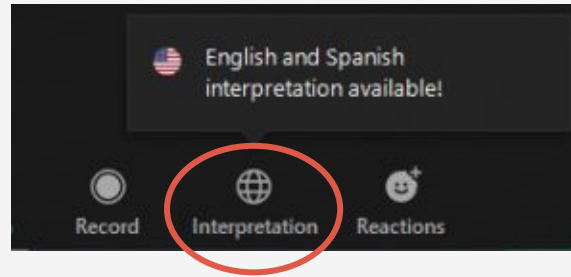 English and Spanish
interpretation available!
Record
Interpretation
Reactions